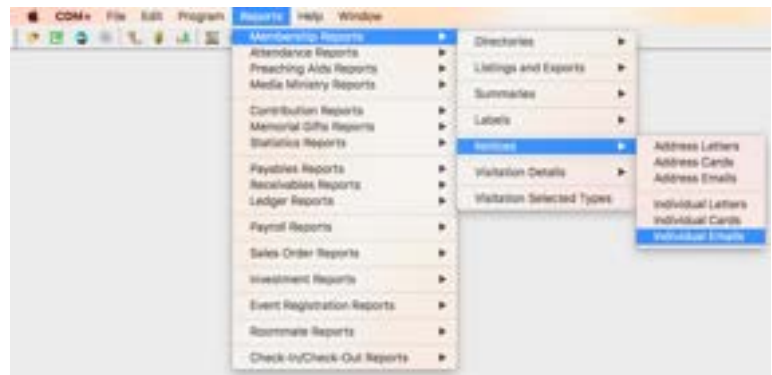 CDM+ File Edit Program Reports Help Window
Membership Reports
Attendance Reports
Preaching Aids Reports
Media Ministry Reports
Contribution Reports
Memorial Gifts Reports
Statistics Reports
Payables Reports
Receivables Reports
Ledger Reports
Payroll Reports
Sales Order Reports
Investment Reports
Event Registration Reports
Roommate Reports
Check-In/Check-Out Reports
Directories
Listings and Exports
Summaries
Labels
Notices
Visitation Details
Visitation Selected Types
Address Letters
Address Cards
Address Emails
Individual Letters
Individual Cards
Individual Emails